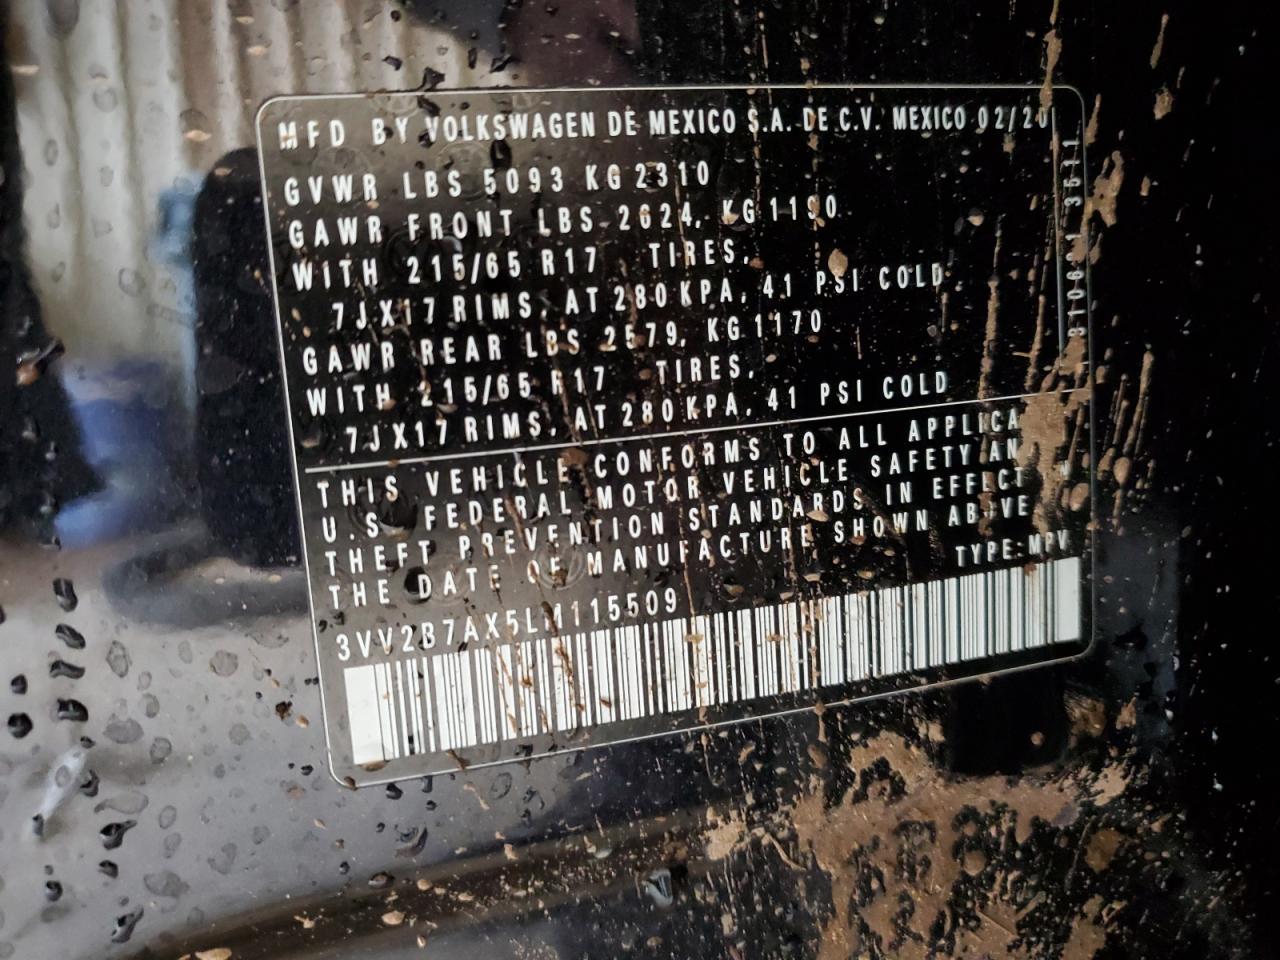 MFD BY VOLKSWAGEN DE MEXICO S.A. DE C.V. MEXICO 02/20
GVWR LBS 5093 KG 2310
GAWR FRONT LBS 2624, KG 1190
WITH 215/65 R17 TIRES,
7JX17 RIMS, AT 280 KPA, 41 PSI COLD
GAWR REAR LBS 2579, KG 1170
WITH 215/65 R17 TIRES,
7JX17 RIMS, AT 280 KPA, 41 PSI COLD
THIS VEHICLE CONFORMS TO ALL
U.S. FEDERAL MOTOR VEHICLE SAFETY AN
THEFT PREVENTION STANDARDS IN EFFECT
THE DATE OF MANUFACTURE SHOWN ABOVE
TYPE: MPV
3VV2B7AX5LM115509